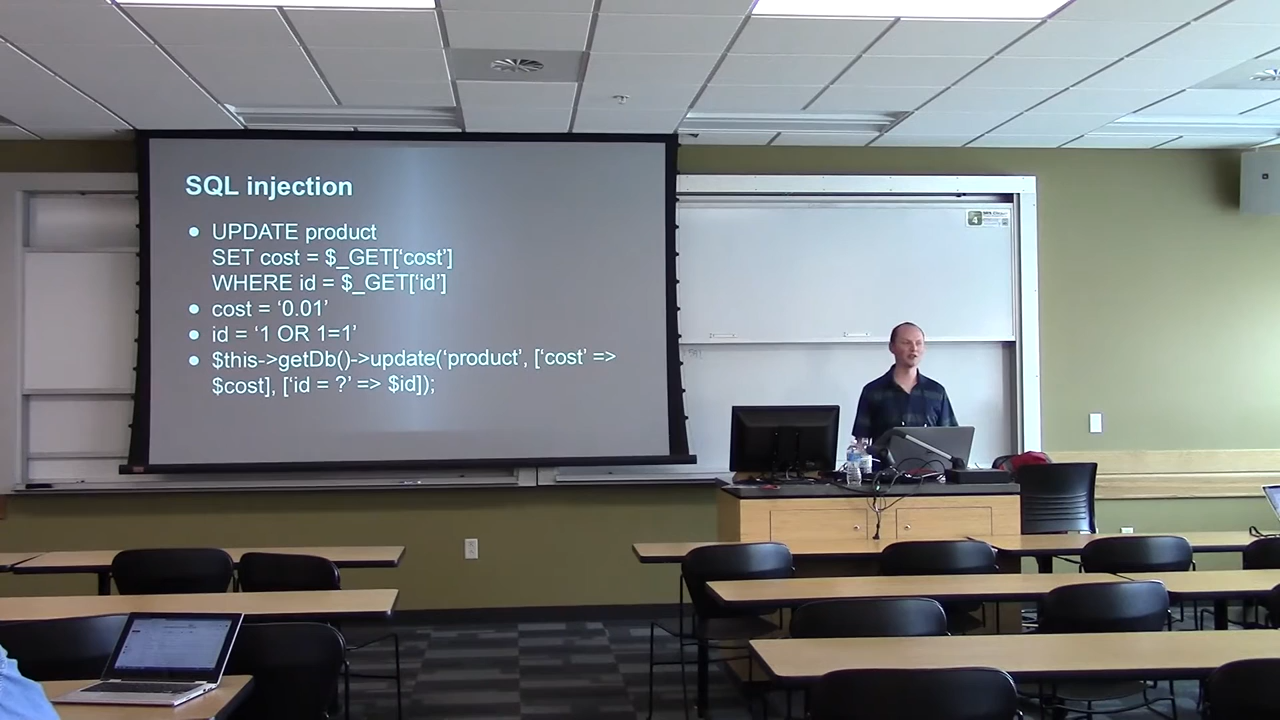 SQL injection
● UPDATE product
SET cost = $_GET[‘cost’]
WHERE id = $_GET[‘id’]
● cost = ‘0.01’
● id = ‘1 OR 1=1’
● $this->getDb()->update(‘product’, [‘cost’ =>
$cost], [‘id = ?’ => $id]);
4